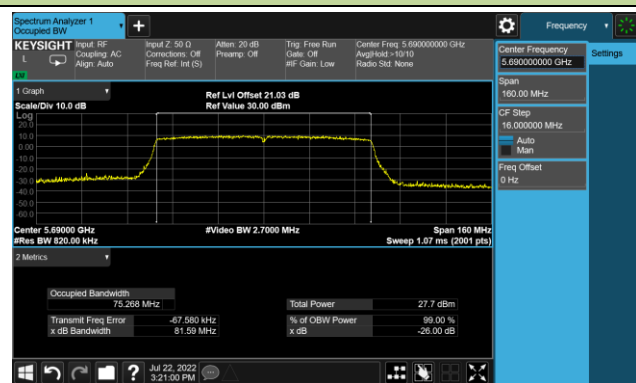 Spectrum Analyzer 1
Occupied BW
+
Frequency
KEYSIGHT
L
Input: RF
Coupling: AC
Align: Auto
Input Z: 50 Ω
Corrections: Off
Freq Ref: Int (S)
Atten: 20 dB
Preamp: Off
Trig: Free Run
Gate: Off
#IF Gain: Low
Center Freq: 5.690000000 GHz
Avg|Hold:>10/10
Radio Std: None
Center Frequency
5.690000000 GHz
Settings
Span
160.00 MHz
CF Step
16.000000 MHz
Auto
Man
Freq Offset
0 Hz
1 Graph
Scale/Div 10.0 dB
Ref Lvl Offset 21.03 dB
Ref Value 30.00 dBm
Log
20.0
10.0
0.00
-10.0
-20.0
-30.0
-40.0
-50.0
-60.0
Center 5.69000 GHz
#Res BW 820.00 kHz
#Video BW 2.7000 MHz
Span 160 MHz
Sweep 1.07 ms (2001 pts)
2 Metrics
Occupied Bandwidth
75.268 MHz
Total Power 27.7 dBm
Transmit Freq Error -67.580 kHz
% of OBW Power 99.00 %
x dB Bandwidth 81.59 MHz
x dB -26.00 dB
?
Jul 22, 2022
3:21:00 PM